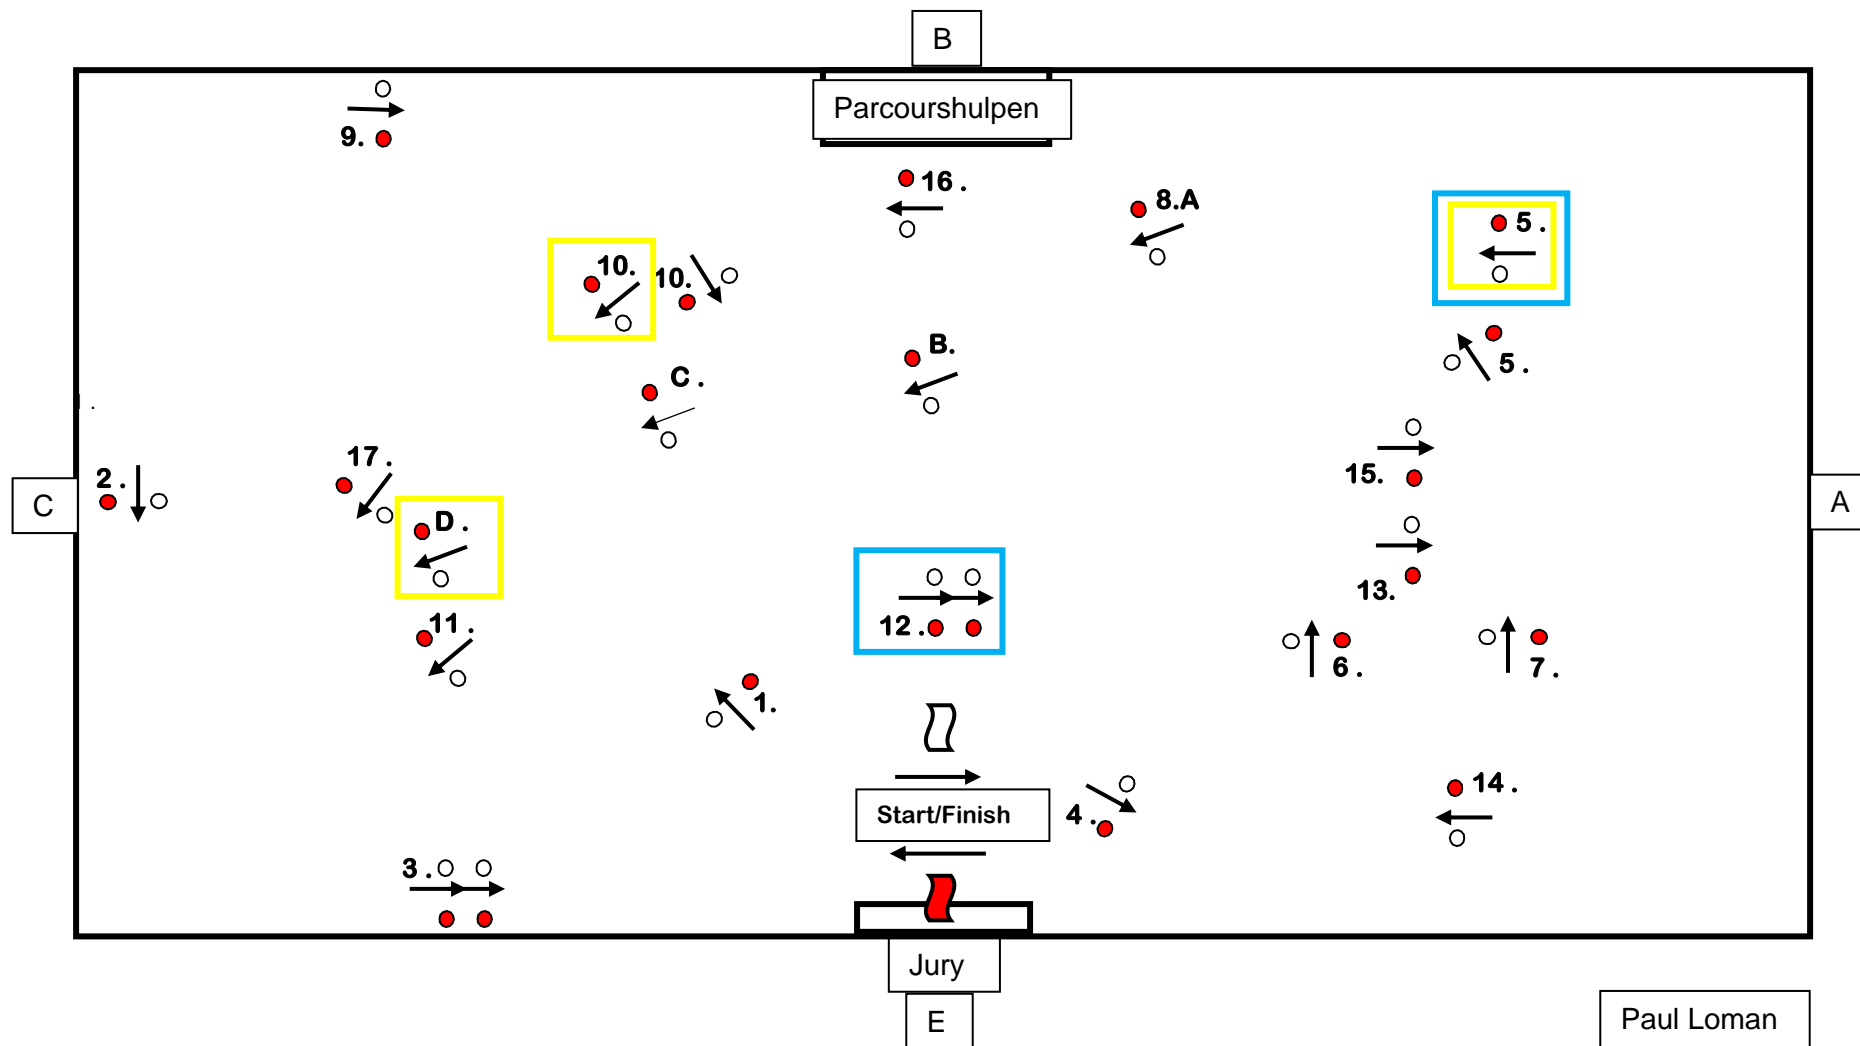 B
Parcourshulpen
9.
16 .
8.A
5 .
10.
10.
B.
5 .
C .
.
17 .
15.
2 .
C
A
D .
13.
11 .
12 .
6 .
7 .
1.
14 .
Start/Finish
4 .
3 .
Jury
E
Paul Loman